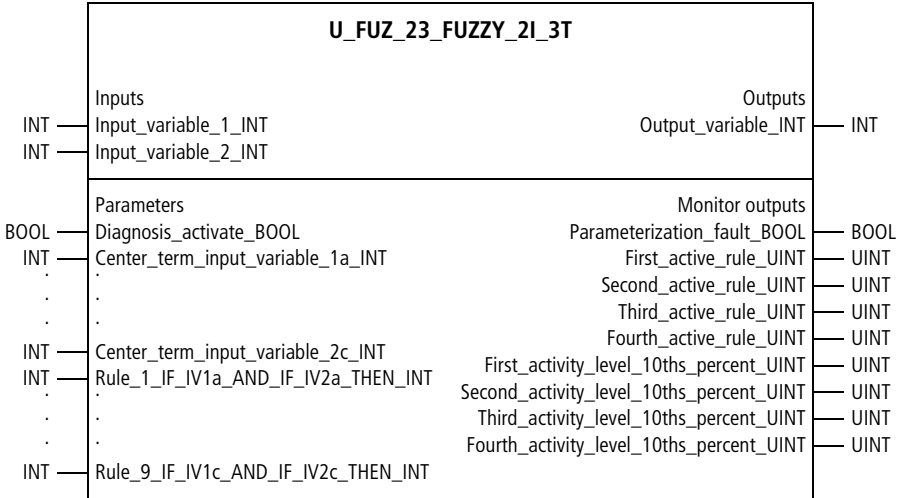 U_FUZ_23_FUZZY_2I_3T
Inputs Outputs
INT Input_variable_1_INT Output_variable_INT INT
INT Input_variable_2_INT
Parameters Monitor outputs
BOOL Diagnosis_activate_BOOL Parameterization_fault_BOOL BOOL
INT Center_term_input_variable_1a_INT First_active_rule_UINT UINT
. . Second_active_rule_UINT UINT
. . Third_active_rule_UINT UINT
. . Fourth_active_rule_UINT UINT
INT Center_term_input_variable_2c_INT First_activity_level_10ths_percent_UINT UINT
INT Rule_1_IF_IV1a_AND_IF_IV2a_THEN_INT Second_activity_level_10ths_percent_UINT UINT
. . Third_activity_level_10ths_percent_UINT UINT
. . Fourth_activity_level_10ths_percent_UINT UINT
. .
INT Rule_9_IF_IV1c_AND_IF_IV2c_THEN_INT